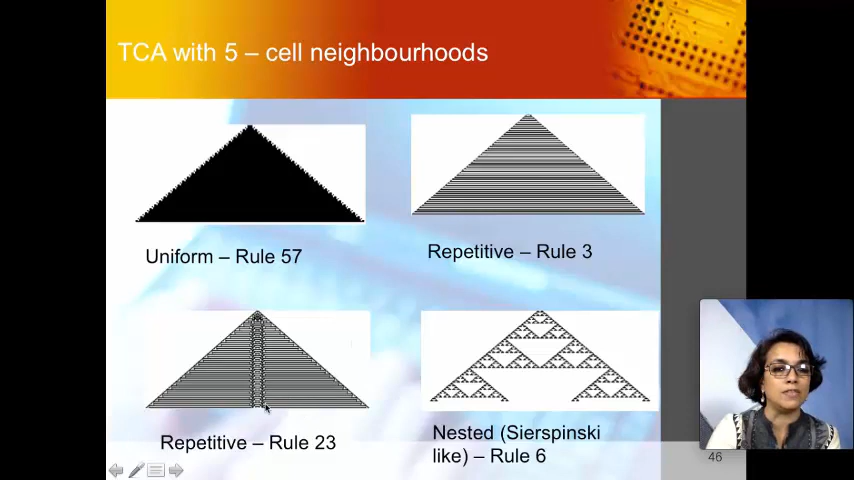 TCA with 5 – cell neighbourhoods
Uniform – Rule 57
Repetitive – Rule 3
Repetitive – Rule 23
Nested (Sierspinski
like) – Rule 6
46